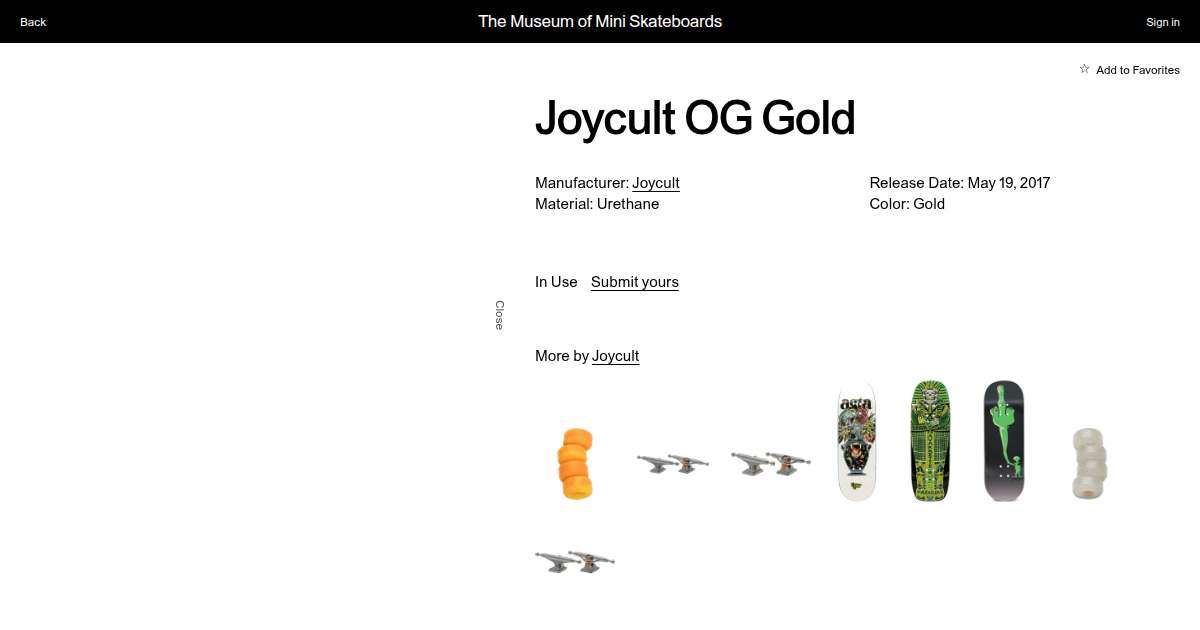 Back
The Museum of Mini Skateboards
Sign in
☆ Add to Favorites
Joycult OG Gold
Manufacturer: Joycult
Release Date: May 19, 2017
Material: Urethane
Color: Gold
In Use Submit yours
Close
More by Joycult